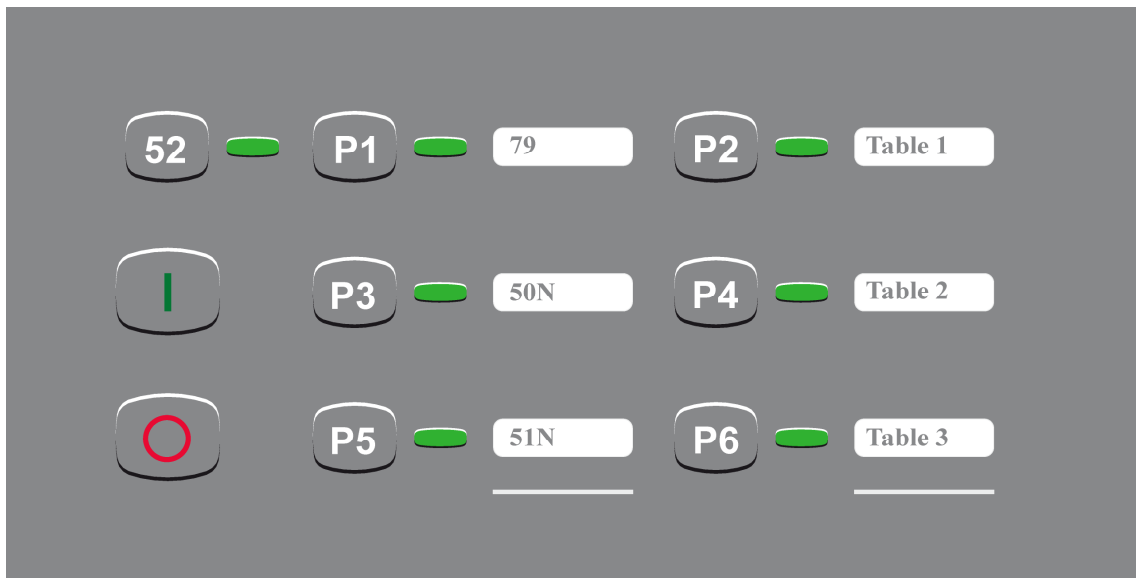 52 P1 79 P2 Table 1
I P3 50N P4 Table 2
O P5 51N P6 Table 3